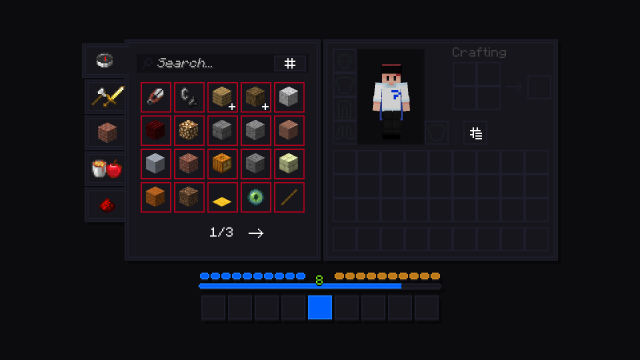 Search...
#
Crafting
+
+
1/3 →
8